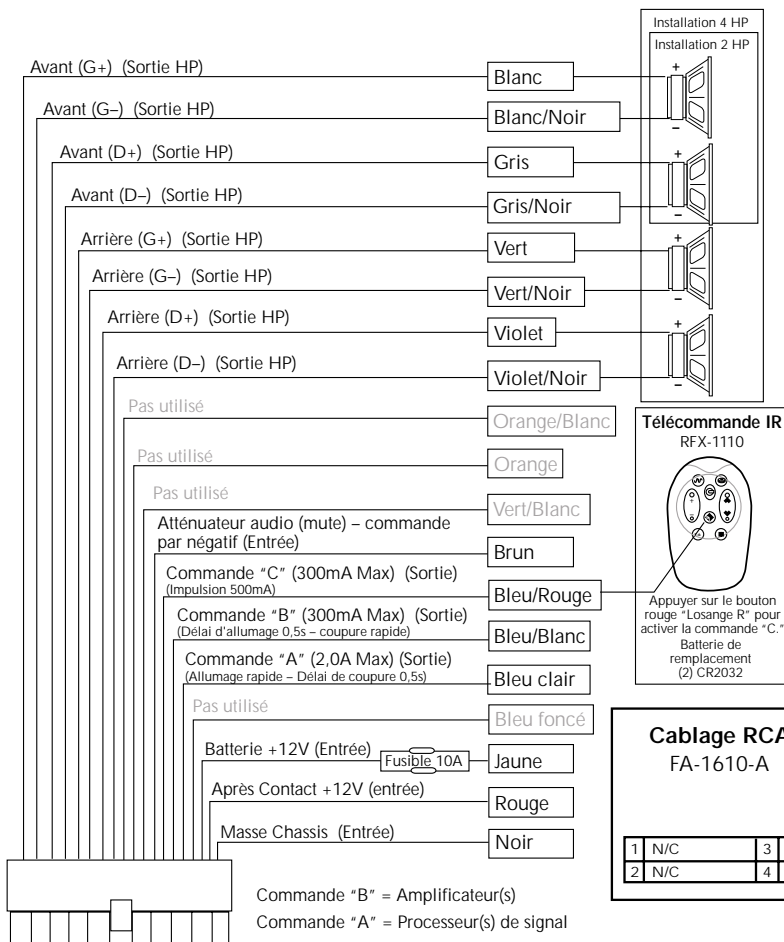 Installation 4 HP
Installation 2 HP
Avant (G+) (Sortie HP)
Blanc
+
Avant (G–) (Sortie HP)
Blanc/Noir
–
Avant (D+) (Sortie HP)
Gris
+
Avant (D–) (Sortie HP)
Gris/Noir
–
Arrière (G+) (Sortie HP)
Vert
+
Arrière (G–) (Sortie HP)
Vert/Noir
–
Arrière (D+) (Sortie HP)
Violet
+
Arrière (D–) (Sortie HP)
Violet/Noir
–
Pas utilisé
Orange/Blanc
Pas utilisé
Orange
Pas utilisé
Vert/Blanc
Atténuateur audio (mute) – commande
par négatif (Entrée)
Brun
Commande "C" (300mA Max) (Sortie)
(Impulsion 500mA)
Bleu/Rouge
Commande "B" (300mA Max) (Sortie)
(Délai d'allumage 0,5s – coupure rapide)
Bleu/Blanc
Commande "A" (2,0A Max) (Sortie)
(Allumage rapide – Délai de coupure 0,5s)
Bleu clair
Pas utilisé
Bleu foncé
Batterie +12V (Entrée)
Fusible 10A
Jaune
Après Contact +12V (entrée)
Rouge
Masse Chassis (Entrée)
Noir
Commande "B" = Amplificateur(s)
Commande "A" = Processeur(s) de signal
Télécommande IR
RFX-1110
Appuyer sur le bouton
rouge "Losange R" pour
activer la commande "C."
Batterie de
remplacement
(2) CR2032
Cablage RCA
FA-1610-A
1 N/C 3
2 N/C 4